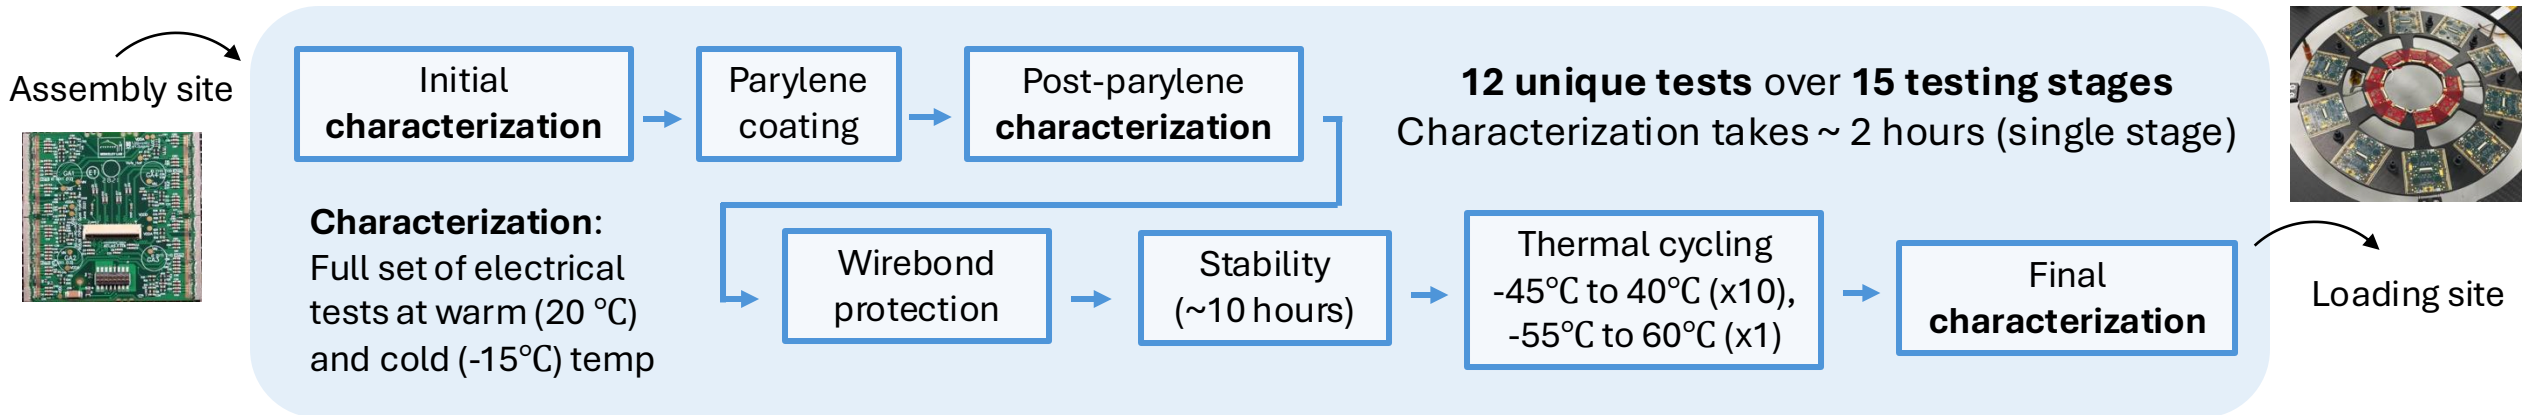 Assembly site
Initial
characterization
Parylene
coating
Post-parylene
characterization
12 unique tests over 15 testing stages
Characterization takes ~ 2 hours (single stage)
Characterization:
Full set of electrical
tests at warm (20 ℃)
and cold (-15℃) temp
Wirebond
protection
Stability
(~10 hours)
Thermal cycling
-45℃ to 40℃ (x10),
-55℃ to 60℃ (x1)
Final
characterization
Loading site